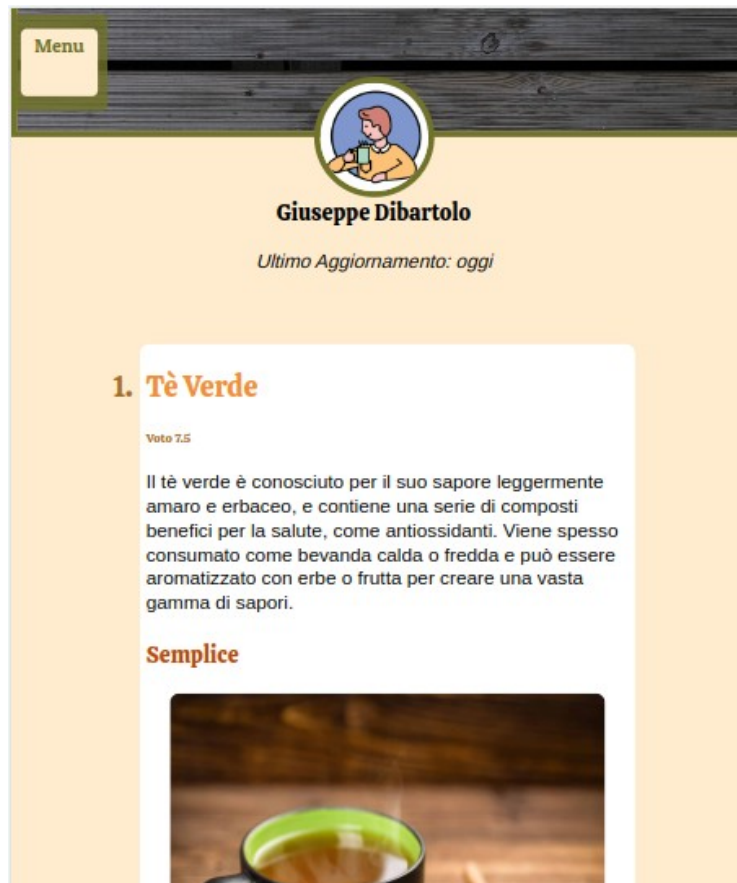 Menu
Giuseppe Dibartolo
Ultimo Aggiornamento: oggi
1. Tè Verde
Voto 7.5
Il tè verde è conosciuto per il suo sapore leggermente
amaro e erbaceo, e contiene una serie di composti
benefici per la salute, come antiossidanti. Viene spesso
consumato come bevanda calda o fredda e può essere
aromatizzato con erbe o frutta per creare una vasta
gamma di sapori.
Semplice